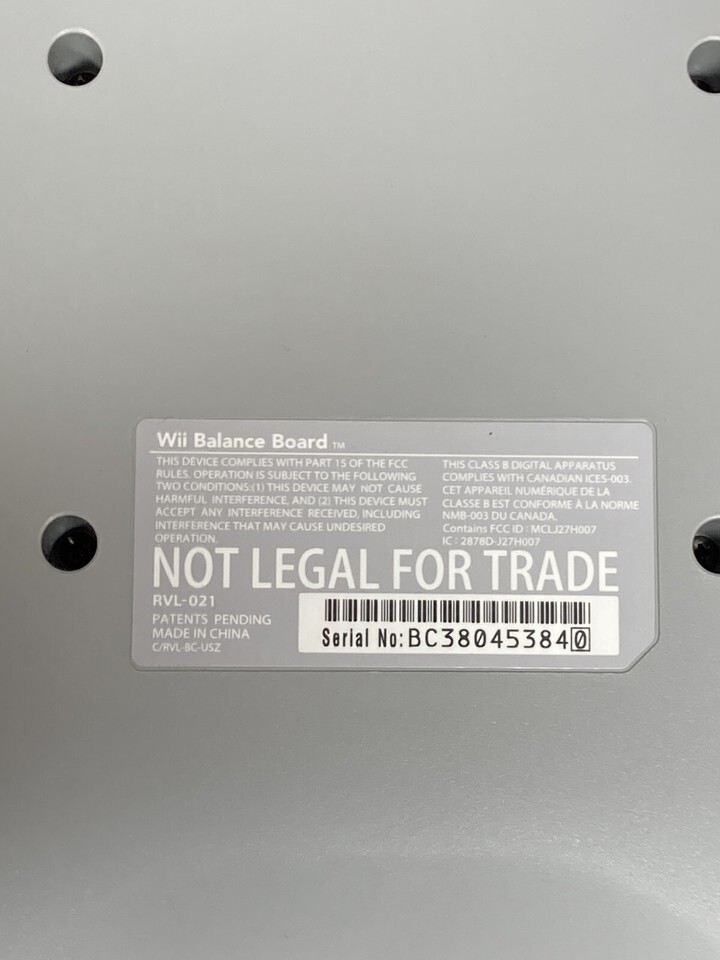 Wii Balance Board TM
THIS DEVICE COMPLIES WITH PART 15 OF THE FCC
RULES. OPERATION IS SUBJECT TO THE FOLLOWING
TWO CONDITIONS:(1) THIS DEVICE MAY NOT CAUSE
HARMFUL INTERFERENCE, AND (2) THIS DEVICE MUST
ACCEPT ANY INTERFERENCE RECEIVED, INCLUDING
INTERFERENCE THAT MAY CAUSE UNDESIRED
OPERATION.
THIS CLASS B DIGITAL APPARATUS
COMPLIES WITH CANADIAN ICES-003.
CET APPAREIL NUMÉRIQUE DE LA
CLASSE B EST CONFORME À LA NORME
NMB-003 DU CANADA.
Contains FCC ID : MCLJ27H007
IC : 2878D-J27H007
NOT LEGAL FOR TRADE
RVL-021
PATENTS PENDING
MADE IN CHINA
C/RVL-BC-USZ
Serial No: BC380453840